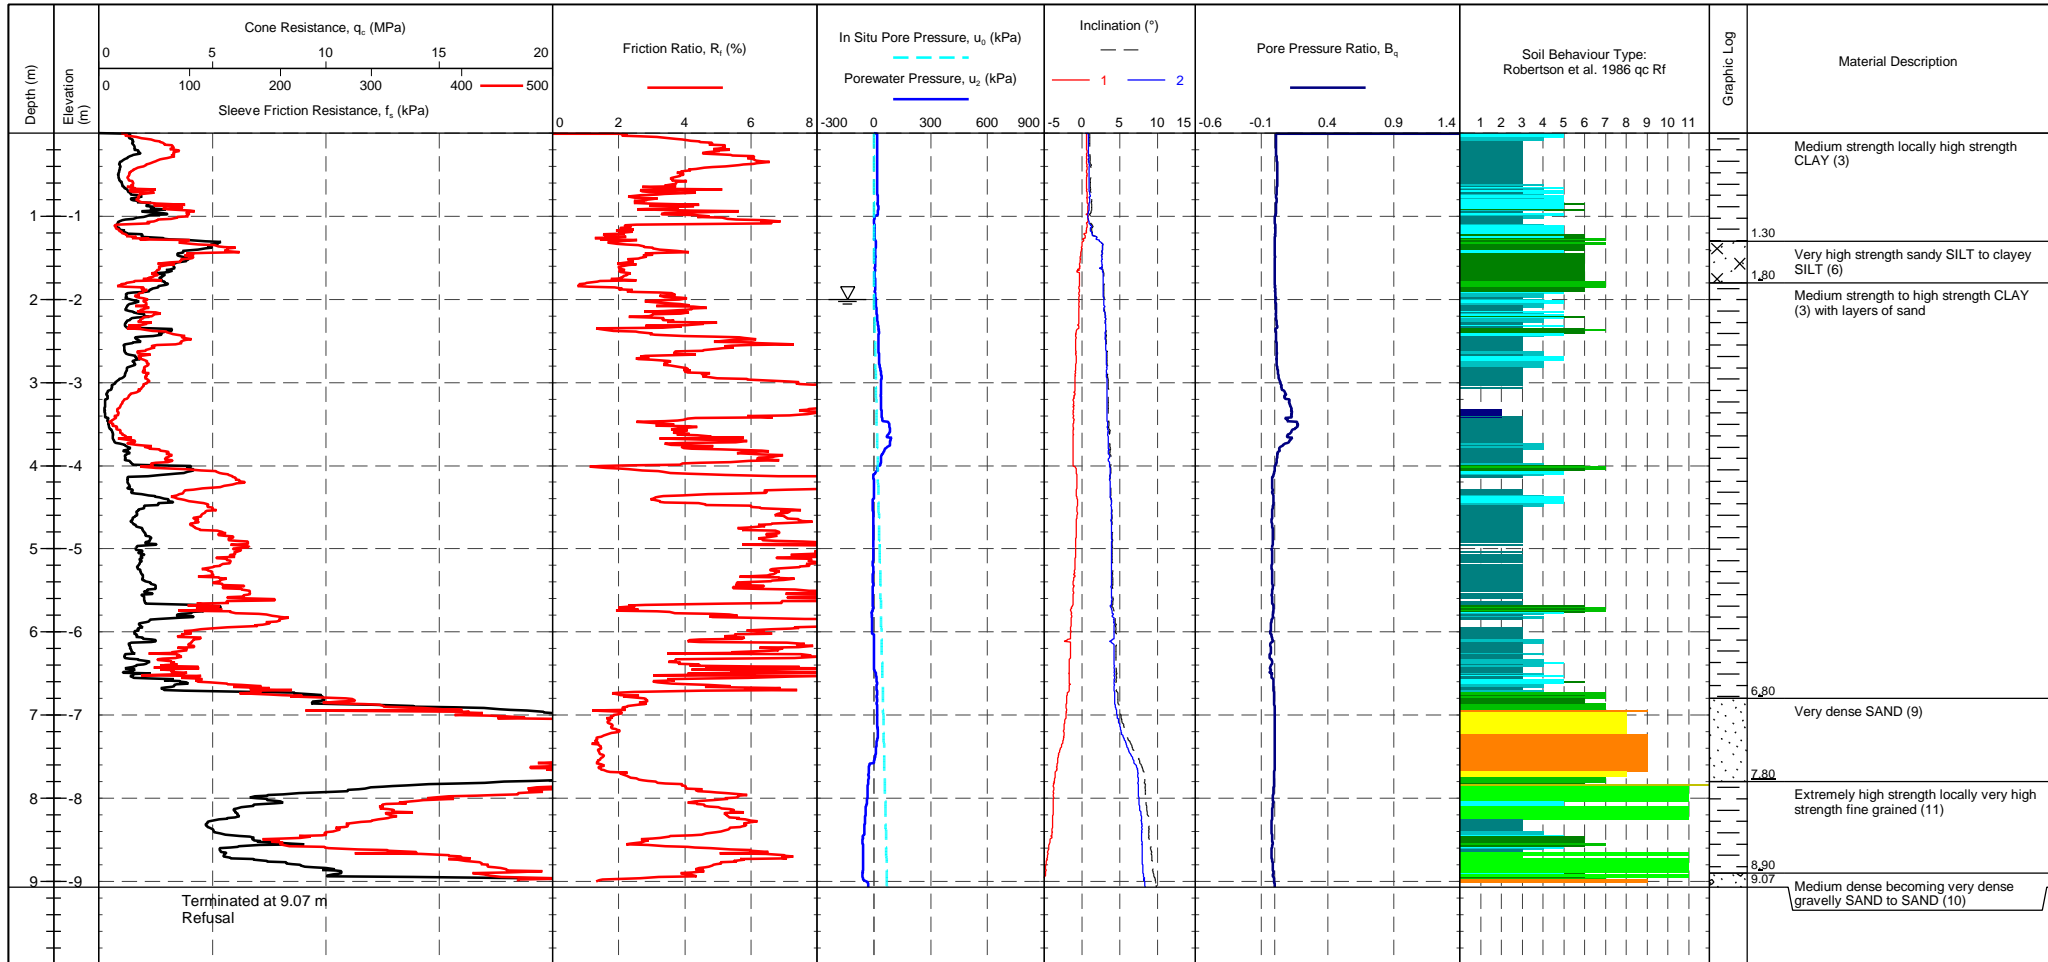 Cone Resistance, qc (MPa)
0 5 10 15 20
0 100 200 300 400 500
Sleeve Friction Resistance, fs (kPa)
Depth (m)
Elevation (m)
Friction Ratio, Rf (%)
0 2 4 6 8
In Situ Pore Pressure, u0 (kPa)
Porewater Pressure, u2 (kPa)
-300 0 300 600 900
Inclination (°)
1 2
-5 0 5 10 15
Pore Pressure Ratio, Bq
-0.6 -0.1 0.4 0.9 1.4
Soil Behaviour Type:
Robertson et al. 1986 qc Rf
1 2 3 4 5 6 7 8 9 10 11
Graphic Log
Material Description
Medium strength locally high strength
CLAY (3)
1 -1
1.30
Very high strength sandy SILT to clayey
SILT (6)
1.80
Medium strength to high strength CLAY
(3) with layers of sand
2 -2
3 -3
4 -4
5 -5
6 -6
6.80
Very dense SAND (9)
7 -7
7.80
Extremely high strength locally very high
strength fine grained (11)
8 -8
8.90
9 -9
9.07
Medium dense becoming very dense
gravelly SAND to SAND (10)
Terminated at 9.07 m
Refusal